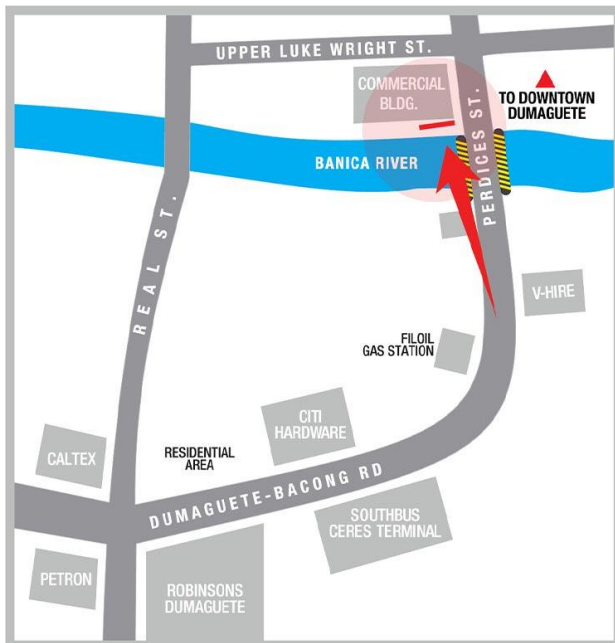 UPPER LUKE WRIGHT ST.
COMMERCIAL
BLDG.
TO DOWNTOWN
DUMAGUETE
BANICA RIVER
PERDICES ST.
REAL ST.
V-HIRE
FILOIL
GAS STATION
CITI
HARDWARE
CALTEX
RESIDENTIAL
AREA
DUMAGUETE-BACONG RD
SOUTHBUS
CERES TERMINAL
PETRON
ROBINSONS
DUMAGUETE